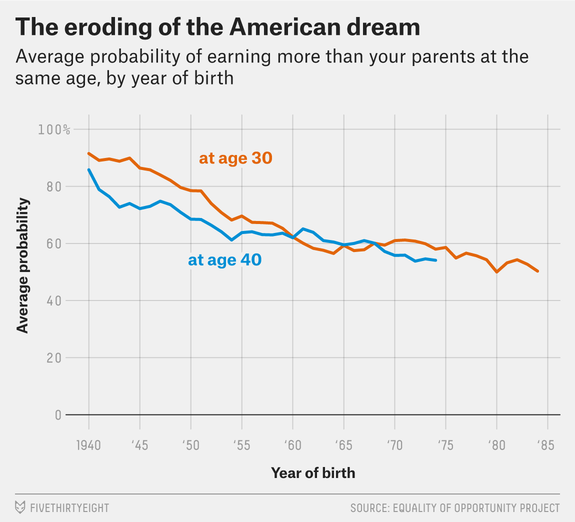 The eroding of the American dream
Average probability of earning more than your parents at the
same age, by year of birth
100%
80
60
40
20
0
Average probability
at age 30
at age 40
1940 '45 '50 '55 '60 '65 '70 '75 '80 '85
Year of birth
FIVETHIRTYEIGHT
SOURCE: EQUALITY OF OPPORTUNITY PROJECT